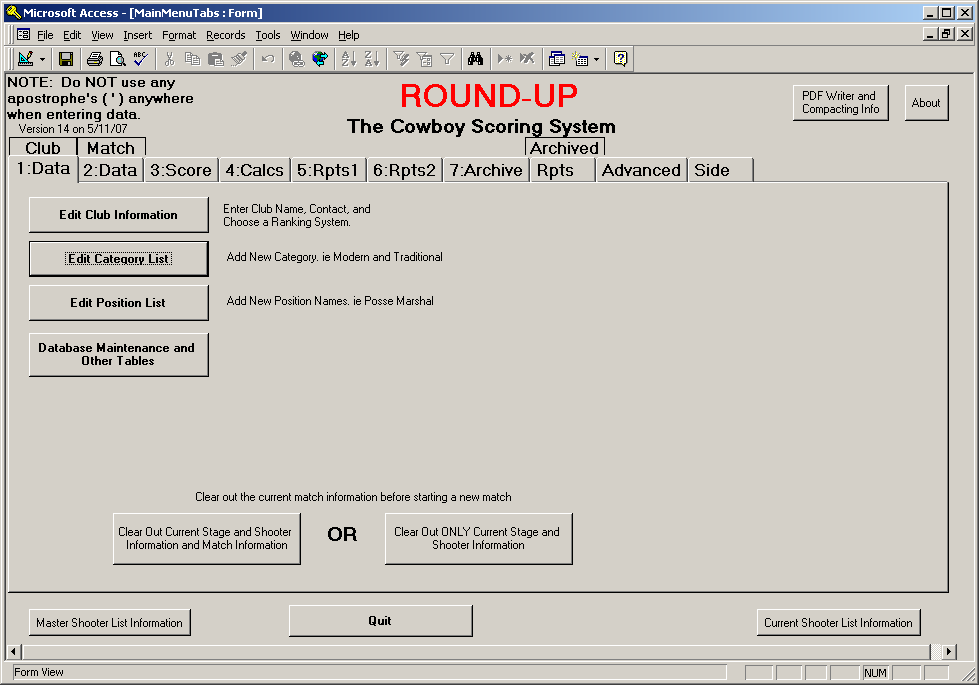 Microsoft Access - [MainMenuTabs : Form]
File Edit View Insert Format Records Tools Window Help
NOTE: Do NOT use any
apostrophe's ( ' ) anywhere
when entering data.
Version 14 on 5/11/07
ROUND-UP
The Cowboy Scoring System
PDF Writer and
Compacting Info
About
Club Match Archived
1:Data 2:Data 3:Score 4:Calcs 5:Rpts1 6:Rpts2 7:Archive Rpts Advanced Side
Edit Club Information
Enter Club Name, Contact, and
Choose a Ranking System.
Edit Category List
Add New Category. ie Modern and Traditional
Edit Position List
Add New Position Names. ie Posse Marshal
Database Maintenance and
Other Tables
Clear out the current match information before starting a new match
Clear Out Current Stage and Shooter
Information and Match Information
OR
Clear Out ONLY Current Stage and
Shooter Information
Master Shooter List Information
Quit
Current Shooter List Information
Form View
NUM